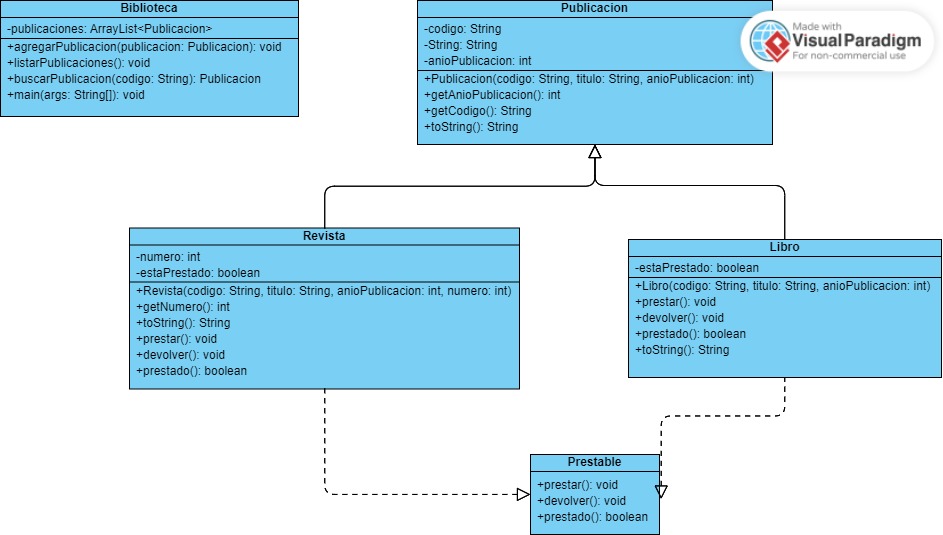 Biblioteca
-publicaciones: ArrayList<Publicacion>
+agregarPublicacion(publicacion: Publicacion): void
+listarPublicaciones(): void
+buscarPublicacion(codigo: String): Publicacion
+main(args: String[]): void
Publicacion
-codigo: String
-String: String
-anioPublicacion: int
+Publicacion(codigo: String, titulo: String, anioPublicacion: int)
+getAnioPublicacion(): int
+getCodigo(): String
+toString(): String
Made with
Visual Paradigm
For non-commercial use
Revista
-numero: int
-estaPrestado: boolean
+Revista(codigo: String, titulo: String, anioPublicacion: int, numero: int)
+getNumero(): int
+toString(): String
+prestar(): void
+devolver(): void
+prestado(): boolean
Libro
-estaPrestado: boolean
+Libro(codigo: String, titulo: String, anioPublicacion: int)
+prestar(): void
+devolver(): void
+prestado(): boolean
+toString(): String
Prestable
+prestar(): void
+devolver(): void
+prestado(): boolean